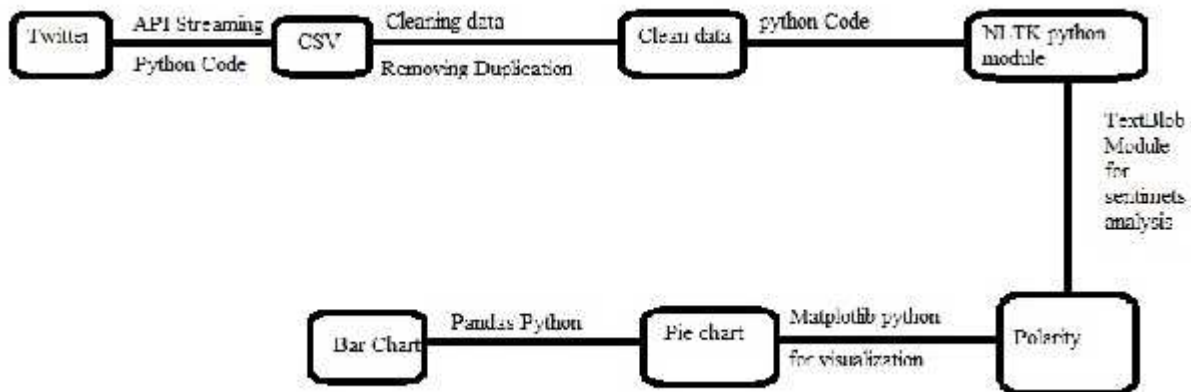 Twitter
API Streaming
Python Code
CSV
Cleaning data
Removing Duplication
Clean data
python Code
NLTK python
module
TextBlob
Module
for
sentimets
analysis
Polarity
Matplotlib python
for visualization
Pie chart
Pandas Python
Bar Chart